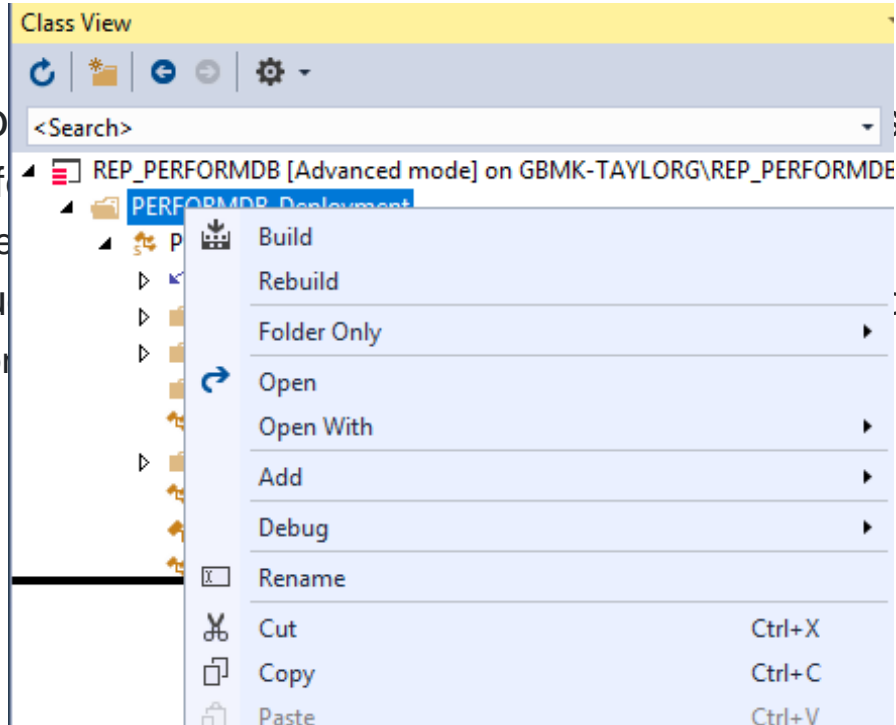 Class View
<Search>
REP_PERFORMDB [Advanced mode] on GBMK-TAYLORG\REP_PERFORMDB
PERFORMDB_Deployment
P
Build
Rebuild
Folder Only
Open
Open With
Add
Debug
Rename
Cut Ctrl+X
Copy Ctrl+C
Paste Ctrl+V